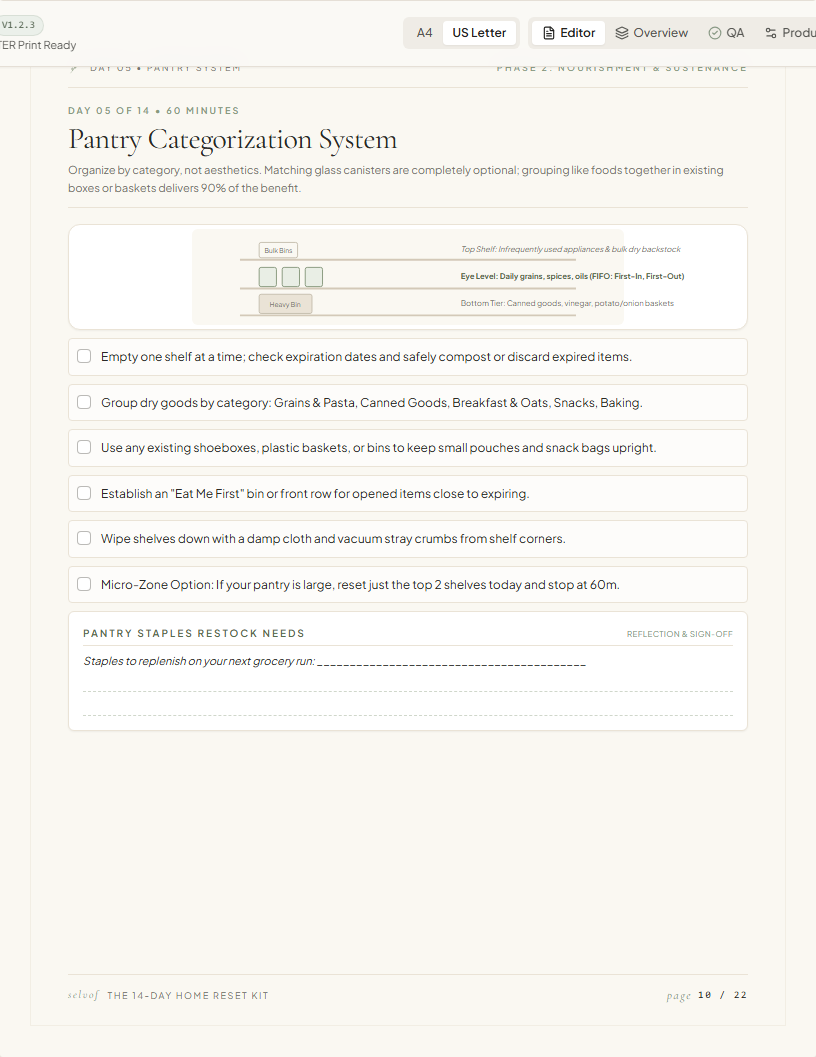 V1.2.3
TER Print Ready
A4 US Letter Editor Overview QA Produ
DAY 05 • PANTRY SYSTEM PHASE 2: NOURISHMENT & SUSTENANCE
DAY 05 OF 14 • 60 MINUTES
Pantry Categorization System
Organize by category, not aesthetics. Matching glass canisters are completely optional; grouping like foods together in existing
boxes or baskets delivers 90% of the benefit.
Bulk Bins Top Shelf: Infrequently used appliances & bulk dry backstock
Eye Level: Daily grains, spices, oils (FIFO: First-In, First-Out)
Heavy Bin Bottom Tier: Canned goods, vinegar, potato/onion baskets
Empty one shelf at a time; check expiration dates and safely compost or discard expired items.
Group dry goods by category: Grains & Pasta, Canned Goods, Breakfast & Oats, Snacks, Baking.
Use any existing shoeboxes, plastic baskets, or bins to keep small pouches and snack bags upright.
Establish an "Eat Me First" bin or front row for opened items close to expiring.
Wipe shelves down with a damp cloth and vacuum stray crumbs from shelf corners.
Micro-Zone Option: If your pantry is large, reset just the top 2 shelves today and stop at 60m.
PANTRY STAPLES RESTOCK NEEDS REFLECTION & SIGN-OFF
Staples to replenish on your next grocery run: ________________________________________
selvof THE 14-DAY HOME RESET KIT page 10 / 22